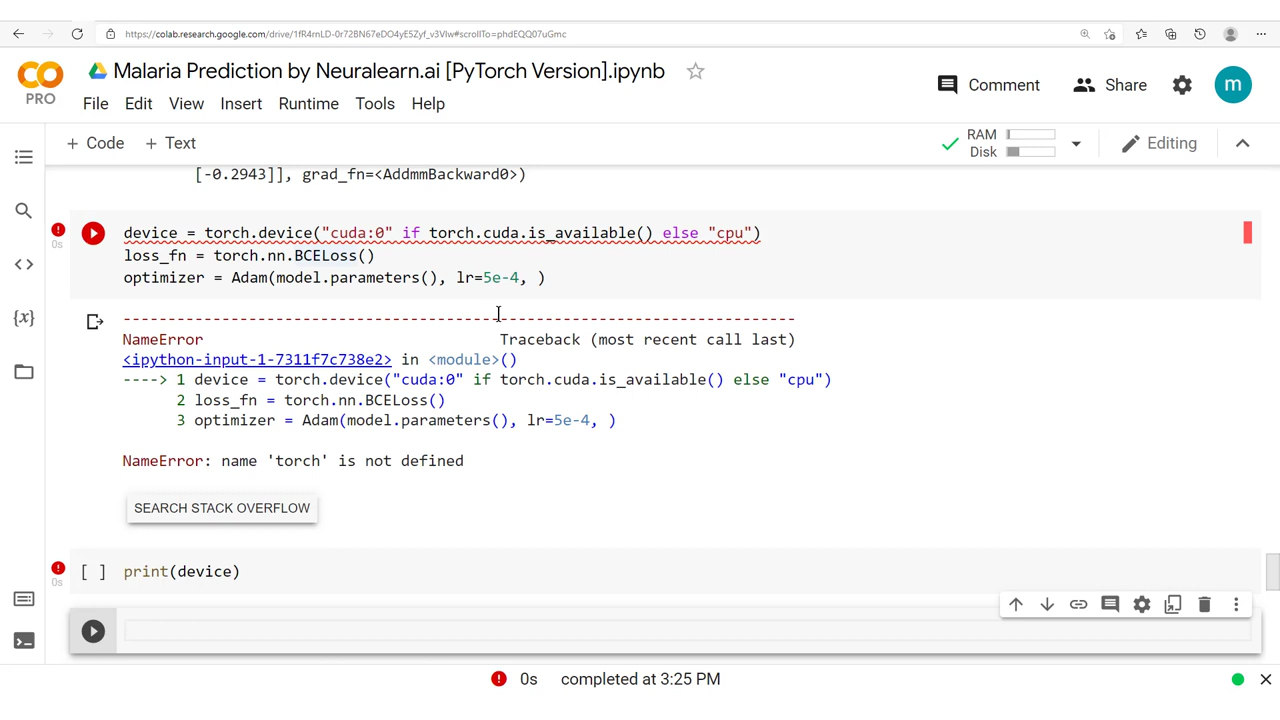 https://colab.research.google.com/drive/1fR4rnLD-0r72BN67eDO4yE5Zyf_v3Vlw#scrollTo=phdEQQ07uGmc
Malaria Prediction by Neuralearn.ai [PyTorch Version].ipynb
PRO
File Edit View Insert Runtime Tools Help
Comment Share m
+ Code + Text
RAM
Disk
Editing
[-0.2943]], grad_fn=<AddmmBackward0>)
0s
device = torch.device("cuda:0" if torch.cuda.is_available() else "cpu")
loss_fn = torch.nn.BCELoss()
optimizer = Adam(model.parameters(), lr=5e-4, )
---------------------------------------------------------------------------
NameError Traceback (most recent call last)
<ipython-input-1-7311f7c738e2> in <module>()
----> 1 device = torch.device("cuda:0" if torch.cuda.is_available() else "cpu")
2 loss_fn = torch.nn.BCELoss()
3 optimizer = Adam(model.parameters(), lr=5e-4, )
NameError: name 'torch' is not defined
SEARCH STACK OVERFLOW
0s
[ ] print(device)
0s completed at 3:25 PM